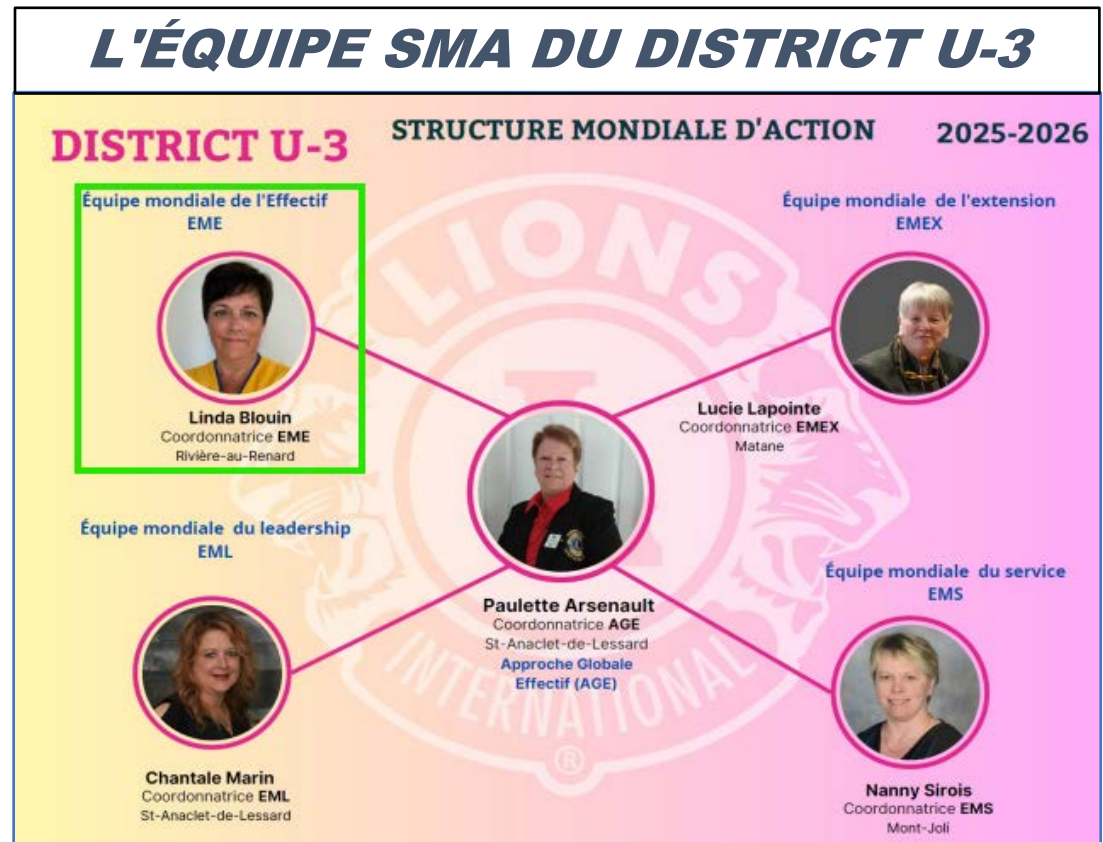 L'ÉQUIPE SMA DU DISTRICT U-3
DISTRICT U-3
STRUCTURE MONDIALE D'ACTION
2025-2026
Équipe mondiale de l'Effectif
EME
Linda Blouin
Coordonnatrice EME
Rivière-au-Renard
Équipe mondiale de l'extension
EMEX
Lucie Lapointe
Coordonnatrice EMEX
Matane
Paulette Arsenault
Coordonnatrice AGE
St-Anaclet-de-Lessard
Approche Globale
Effectif (AGE)
Équipe mondiale du leadership
EML
Chantale Marin
Coordonnatrice EML
St-Anaclet-de-Lessard
Équipe mondiale du service
EMS
Nanny Sirois
Coordonnatrice EMS
Mont-Joli
LIONS
L
INTERNATIONAL
®